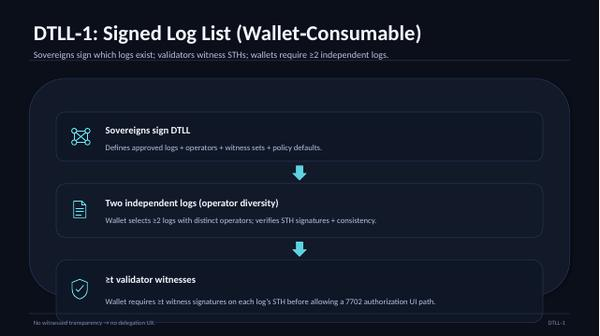 DTLL-1: Signed Log List (Wallet-Consumable)
Sovereigns sign which logs exist; validators witness STHs; wallets require ≥2 independent logs.
Sovereigns sign DTLL
Defines approved logs + operators + witness sets + policy defaults.
Two independent logs (operator diversity)
Wallet selects ≥2 logs with distinct operators; verifies STH signatures + consistency.
≥t validator witnesses
Wallet requires ≥t witness signatures on each log's STH before allowing a 7702 authorization UI path.
No witnessed transparency → no delegation UX.
DTLL-1